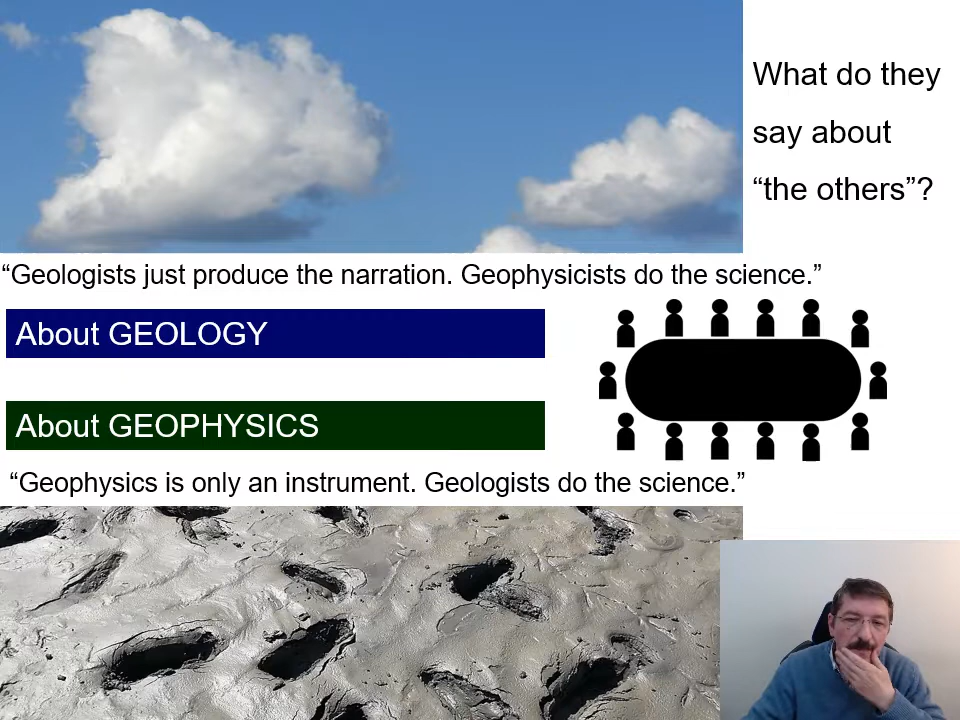 What do they
say about
“the others”?
“Geologists just produce the narration. Geophysicists do the science.”
About GEOLOGY
About GEOPHYSICS
“Geophysics is only an instrument. Geologists do the science.”